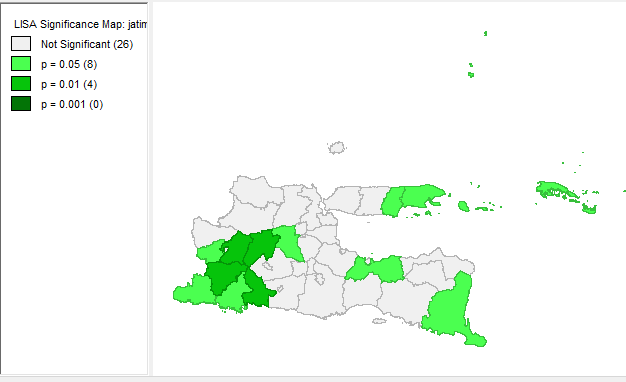 LISA Significance Map: jatim
Not Significant (26)
p = 0.05 (8)
p = 0.01 (4)
p = 0.001 (0)